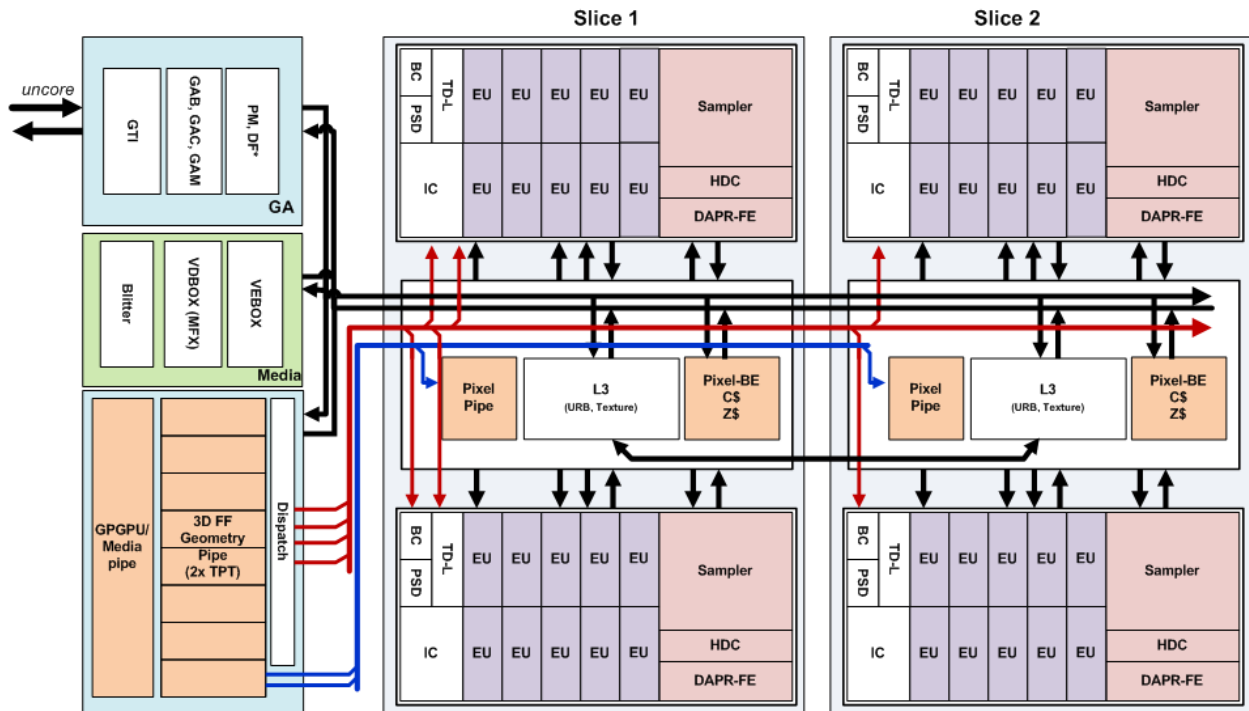 Slice 1
Slice 2
uncore
GTI
GAB, GAC, GAM
PM, DF*
GA
Blitter
VDBOX (MFX)
VEBOX
Media
GPGPU/
Media
pipe
3D FF
Geometry
Pipe
(2x TPT)
Dispatch
BC
PSD
TD-L
IC
EU
EU
EU
EU
EU
EU
EU
EU
EU
EU
Sampler
HDC
DAPR-FE
Pixel
Pipe
L3
(URB, Texture)
Pixel-BE
C$
Z$
BC
PSD
TD-L
IC
EU
EU
EU
EU
EU
EU
EU
EU
EU
EU
Sampler
HDC
DAPR-FE
BC
PSD
TD-L
IC
EU
EU
EU
EU
EU
EU
EU
EU
EU
EU
Sampler
HDC
DAPR-FE
Pixel
Pipe
L3
(URB, Texture)
Pixel-BE
C$
Z$
BC
PSD
TD-L
IC
EU
EU
EU
EU
EU
EU
EU
EU
EU
EU
Sampler
HDC
DAPR-FE